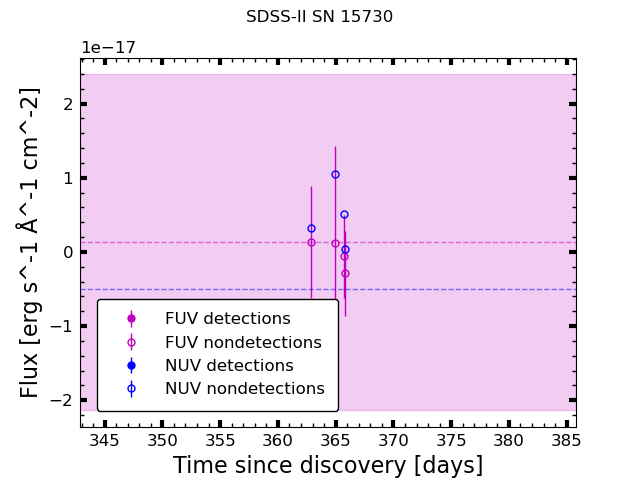 SDSS-II SN 15730
1e−17
2
1
0
−1
−2
Flux [erg s^-1 Å^-1 cm^-2]
FUV detections
FUV nondetections
NUV detections
NUV nondetections
345 350 355 360 365 370 375 380 385
Time since discovery [days]